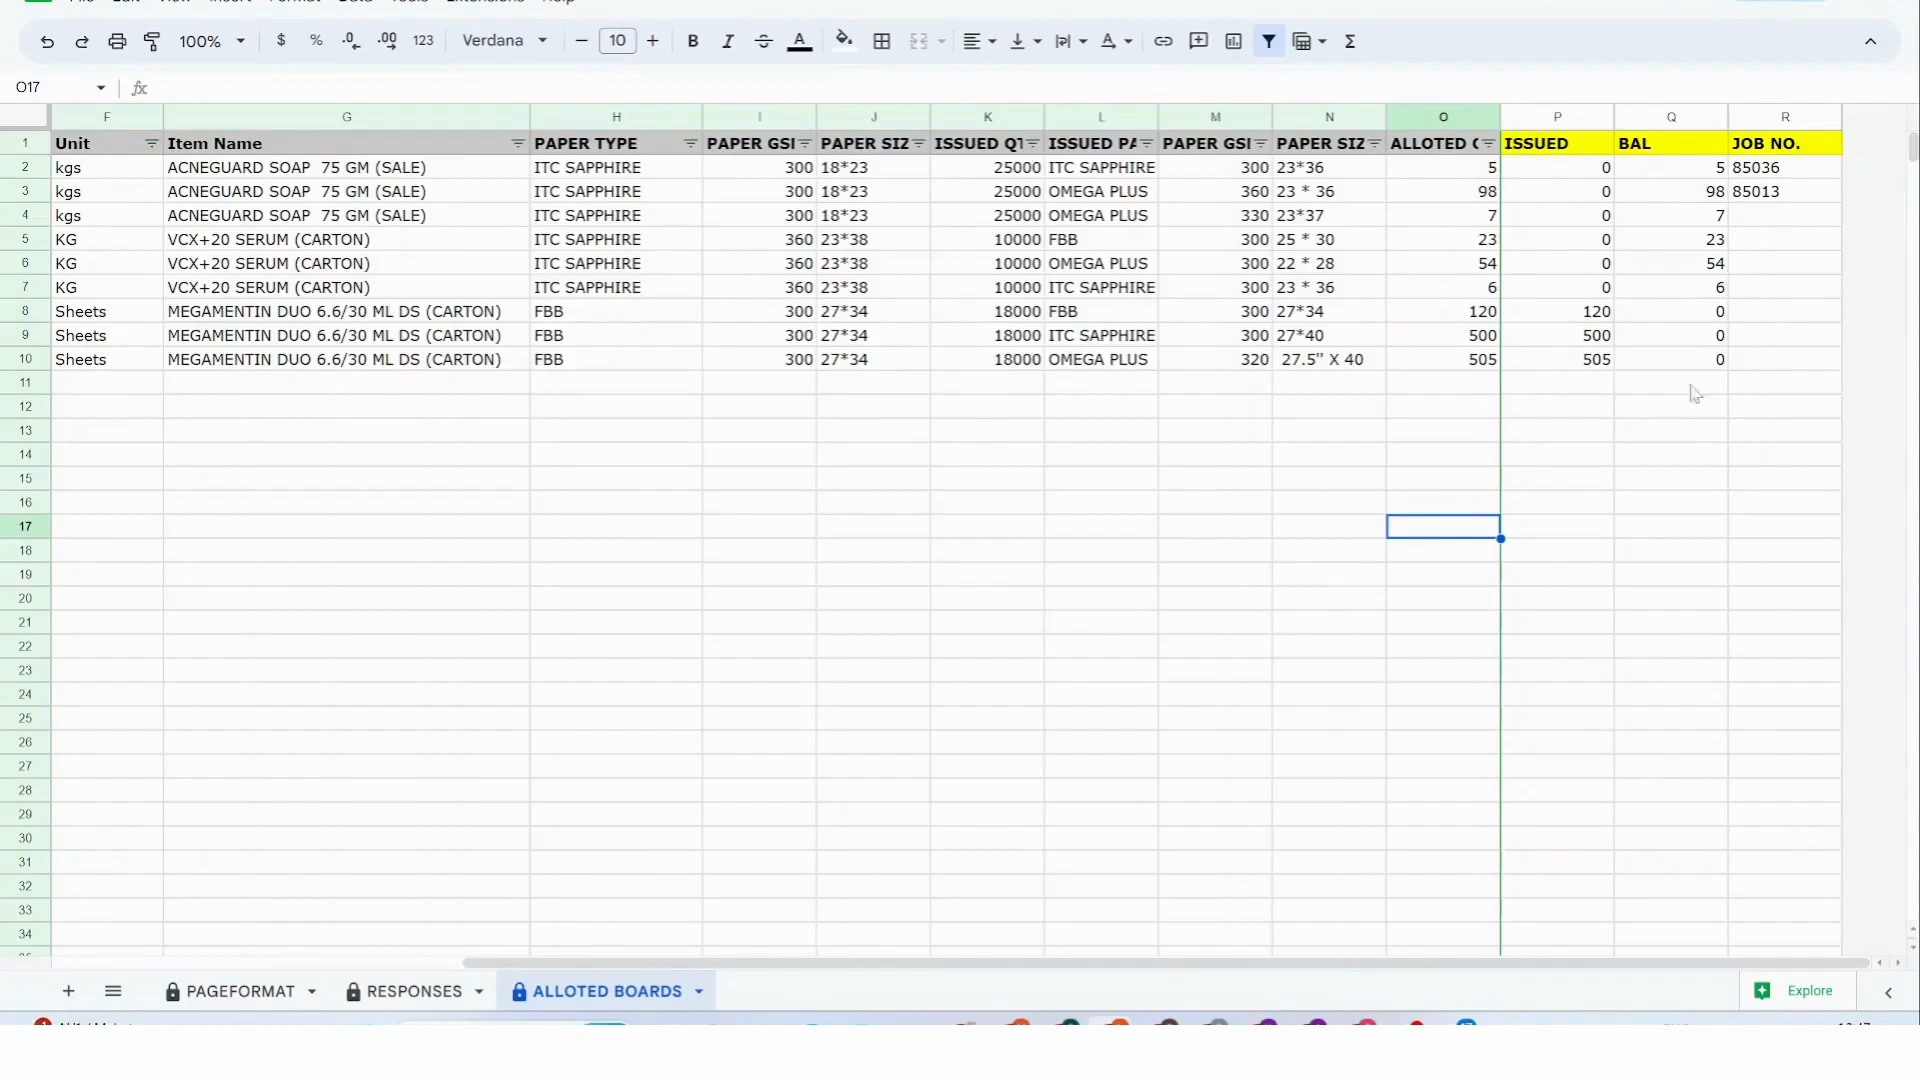 File Edit View Insert Format Data Tools Extensions Help
100% $ % .0 .00 123 Verdana 10 B I A Σ
O17 fx
F G H I J K L M N O P Q R
1 Unit Item Name PAPER TYPE PAPER GSI PAPER SIZ ISSUED QT ISSUED PA PAPER GSI PAPER SIZ ALLOTED ISSUED BAL JOB NO.
2 kgs ACNEGUARD SOAP 75 GM (SALE) ITC SAPPHIRE 300 18*23 25000 ITC SAPPHIRE 300 23*36 5 0 5 85036
3 kgs ACNEGUARD SOAP 75 GM (SALE) ITC SAPPHIRE 300 18*23 25000 OMEGA PLUS 360 23 * 36 98 0 98 85013
4 kgs ACNEGUARD SOAP 75 GM (SALE) ITC SAPPHIRE 300 18*23 25000 OMEGA PLUS 330 23*37 7 0 7
5 KG VCX+20 SERUM (CARTON) ITC SAPPHIRE 360 23*38 10000 FBB 300 25 * 30 23 0 23
6 KG VCX+20 SERUM (CARTON) ITC SAPPHIRE 360 23*38 10000 OMEGA PLUS 300 22 * 28 54 0 54
7 KG VCX+20 SERUM (CARTON) ITC SAPPHIRE 360 23*38 10000 ITC SAPPHIRE 300 23 * 36 6 0 6
8 Sheets MEGAMENTIN DUO 6.6/30 ML DS (CARTON) FBB 300 27*34 18000 FBB 300 27*34 120 120 0
9 Sheets MEGAMENTIN DUO 6.6/30 ML DS (CARTON) FBB 300 27*34 18000 ITC SAPPHIRE 300 27*40 500 500 0
10 Sheets MEGAMENTIN DUO 6.6/30 ML DS (CARTON) FBB 300 27*34 18000 OMEGA PLUS 320 27.5" X 40 505 505 0
11
12
13
14
15
16
17
18
19
20
21
22
23
24
25
26
27
28
29
30
31
32
33
34
PAGEFORMAT RESPONSES ALLOTED BOARDS Explore